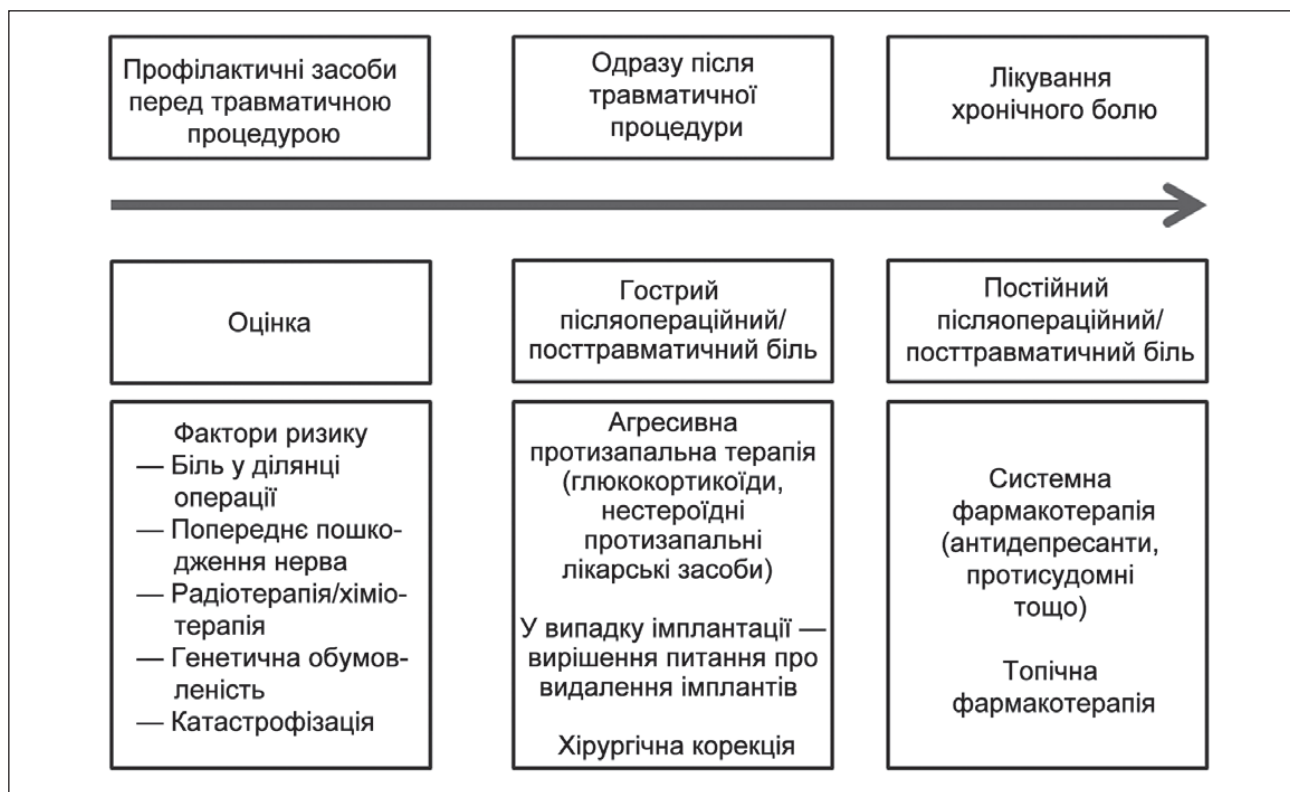 Профілактичні засоби
перед травматичною
процедурою
Одразу після
травматичної
процедури
Лікування
хронічного болю
Оцінка
Гострий
післяопераційний/
посттравматичний біль
Постійний
післяопераційний/
посттравматичний біль
Фактори ризику
— Біль у ділянці
операції
— Попереднє пошко-
дження нерва
— Радіотерапія/хіміо-
терапія
— Генетична обумов-
леність
— Катастрофізація
Агресивна
протизапальна терапія
(глюкокортикоїди,
нестероїдні
протизапальні
лікарські засоби)
У випадку імплантації —
вирішення питання про
видалення імплантів
Хірургічна корекція
Системна
фармакотерапія
(антидепресанти,
протисудомні
тощо)
Топічна
фармакотерапія